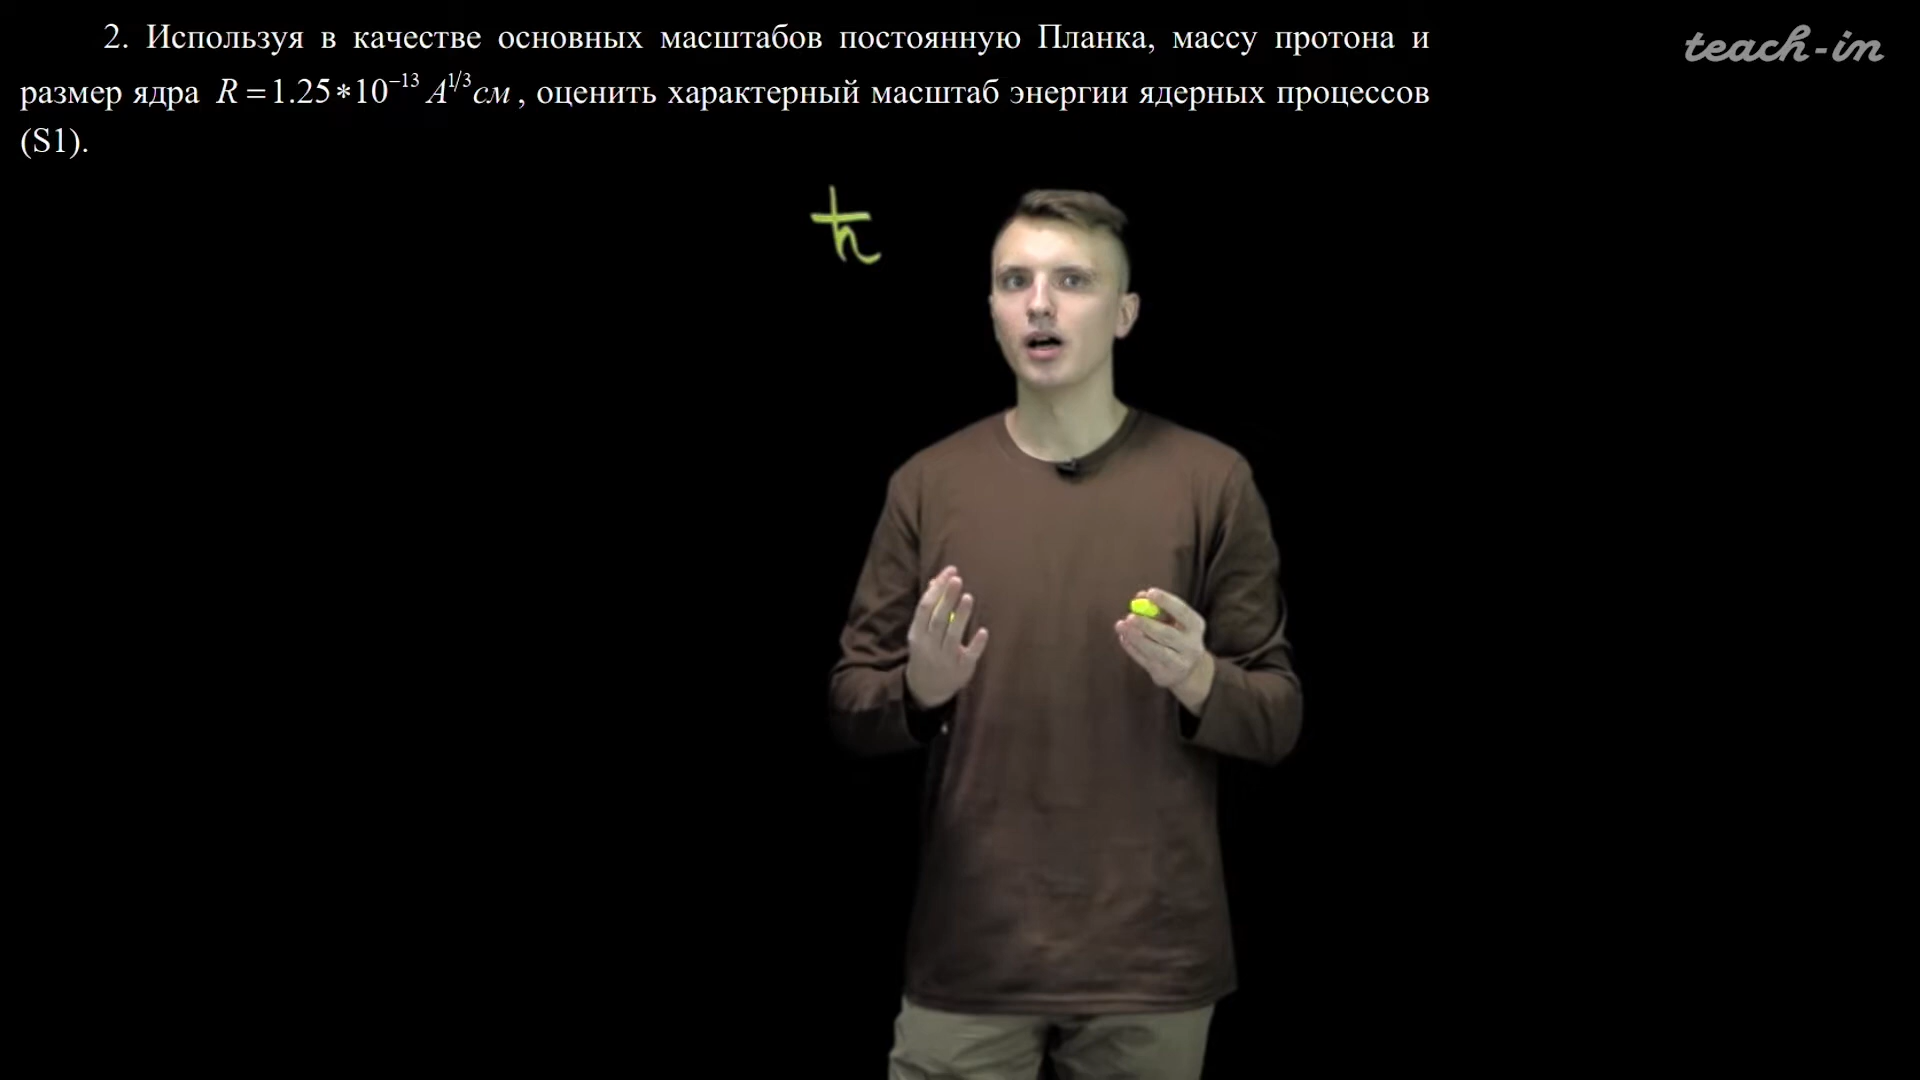 2. Используя в качестве основных масштабов постоянную Планка, массу протона и
teach-in
размер ядра R = 1.25*10⁻¹³ A^{1/3} см, оценить характерный масштаб энергии ядерных процессов
(S1).
ħ